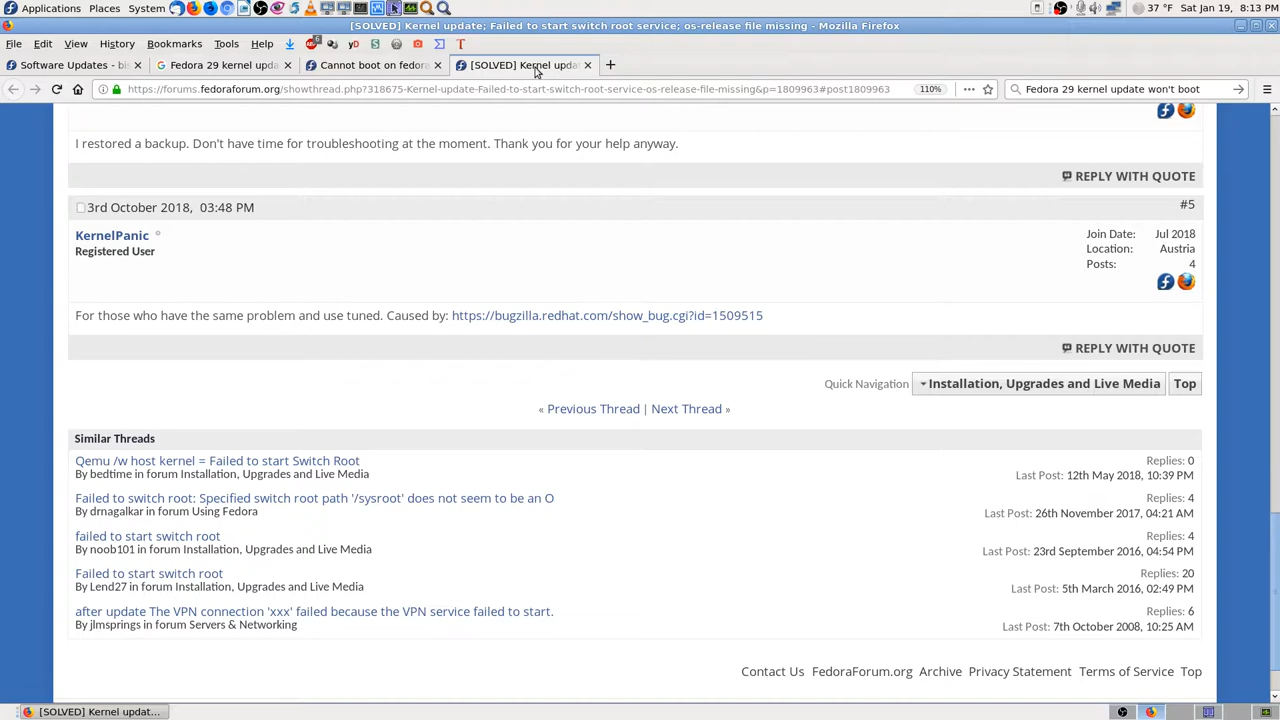 Applications Places System 37 °F Sat Jan 19, 8:13 PM
[SOLVED] Kernel update; Failed to start switch root service; os-release file missing - Mozilla Firefox
File Edit View History Bookmarks Tools Help
Software Updates - bis
Fedora 29 kernel upda
Cannot boot on fedora
[SOLVED] Kernel updat
https://forums.fedoraforum.org/showthread.php?318675-Kernel-update-Failed-to-start-switch-root-service-os-release-file-missing&p=1809963#post1809963 110% Fedora 29 kernel update won't boot
I restored a backup. Don't have time for troubleshooting at the moment. Thank you for your help anyway.
REPLY WITH QUOTE
3rd October 2018, 03:48 PM #5
KernelPanic
Registered User
Join Date: Jul 2018
Location: Austria
Posts: 4
For those who have the same problem and use tuned. Caused by: https://bugzilla.redhat.com/show_bug.cgi?id=1509515
REPLY WITH QUOTE
Quick Navigation Installation, Upgrades and Live Media Top
« Previous Thread | Next Thread »
Similar Threads
Qemu /w host kernel = Failed to start Switch Root
By bedtime in forum Installation, Upgrades and Live Media
Replies: 0
Last Post: 12th May 2018, 10:39 PM
Failed to switch root: Specified switch root path '/sysroot' does not seem to be an O
By drnagalkar in forum Using Fedora
Replies: 4
Last Post: 26th November 2017, 04:21 AM
failed to start switch root
By noob101 in forum Installation, Upgrades and Live Media
Replies: 4
Last Post: 23rd September 2016, 04:54 PM
Failed to start switch root
By Lend27 in forum Installation, Upgrades and Live Media
Replies: 20
Last Post: 5th March 2016, 02:49 PM
after update The VPN connection 'xxx' failed because the VPN service failed to start.
By jlmsprings in forum Servers & Networking
Replies: 6
Last Post: 7th October 2008, 10:25 AM
Contact Us FedoraForum.org Archive Privacy Statement Terms of Service Top
[SOLVED] Kernel updat...